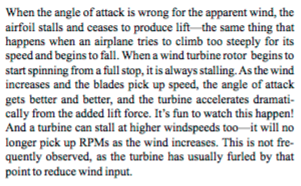 When the angle of attack is wrong for the apparent wind, the
airfoil stalls and ceases to produce lift—the same thing that
happens when an airplane tries to climb too steeply for its
speed and begins to fall. When a wind turbine rotor begins to
start spinning from a full stop, it is always stalling. As the wind
increases and the blades pick up speed, the angle of attack
gets better and better, and the turbine accelerates dramati-
cally from the added lift force. It's fun to watch this happen!
And a turbine can stall at higher windspeeds too—it will no
longer pick up RPMs as the wind increases. This is not fre-
quently observed, as the turbine has usually furled by that
point to reduce wind input.